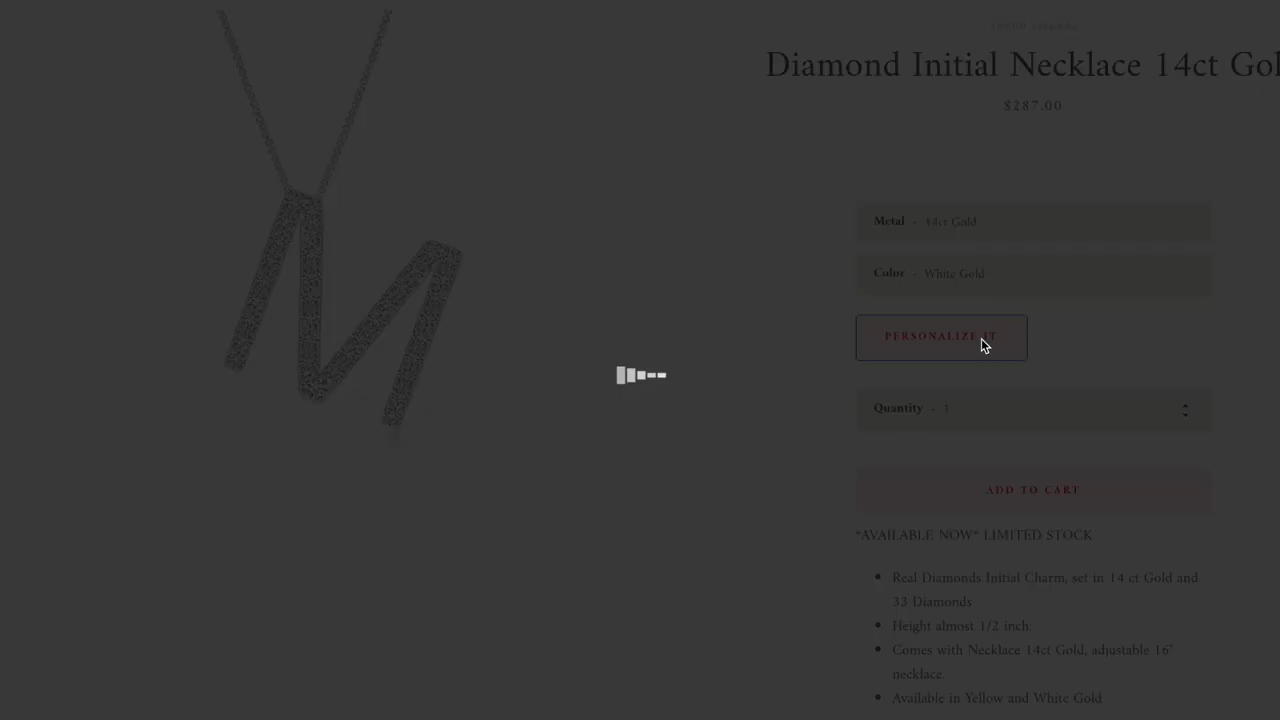 Diamond Initial Necklace 14ct Gol
$287.00
Metal - 14ct Gold
Color - White Gold
PERSONALIZE IT
Quantity - 1
ADD TO CART
*AVAILABLE NOW* LIMITED STOCK
Real Diamonds Initial Charm, set in 14 ct Gold and
33 Diamonds
Height almost 1/2 inch.
Comes with Necklace 14ct Gold, adjustable 16"
necklace.
Available in Yellow and White Gold